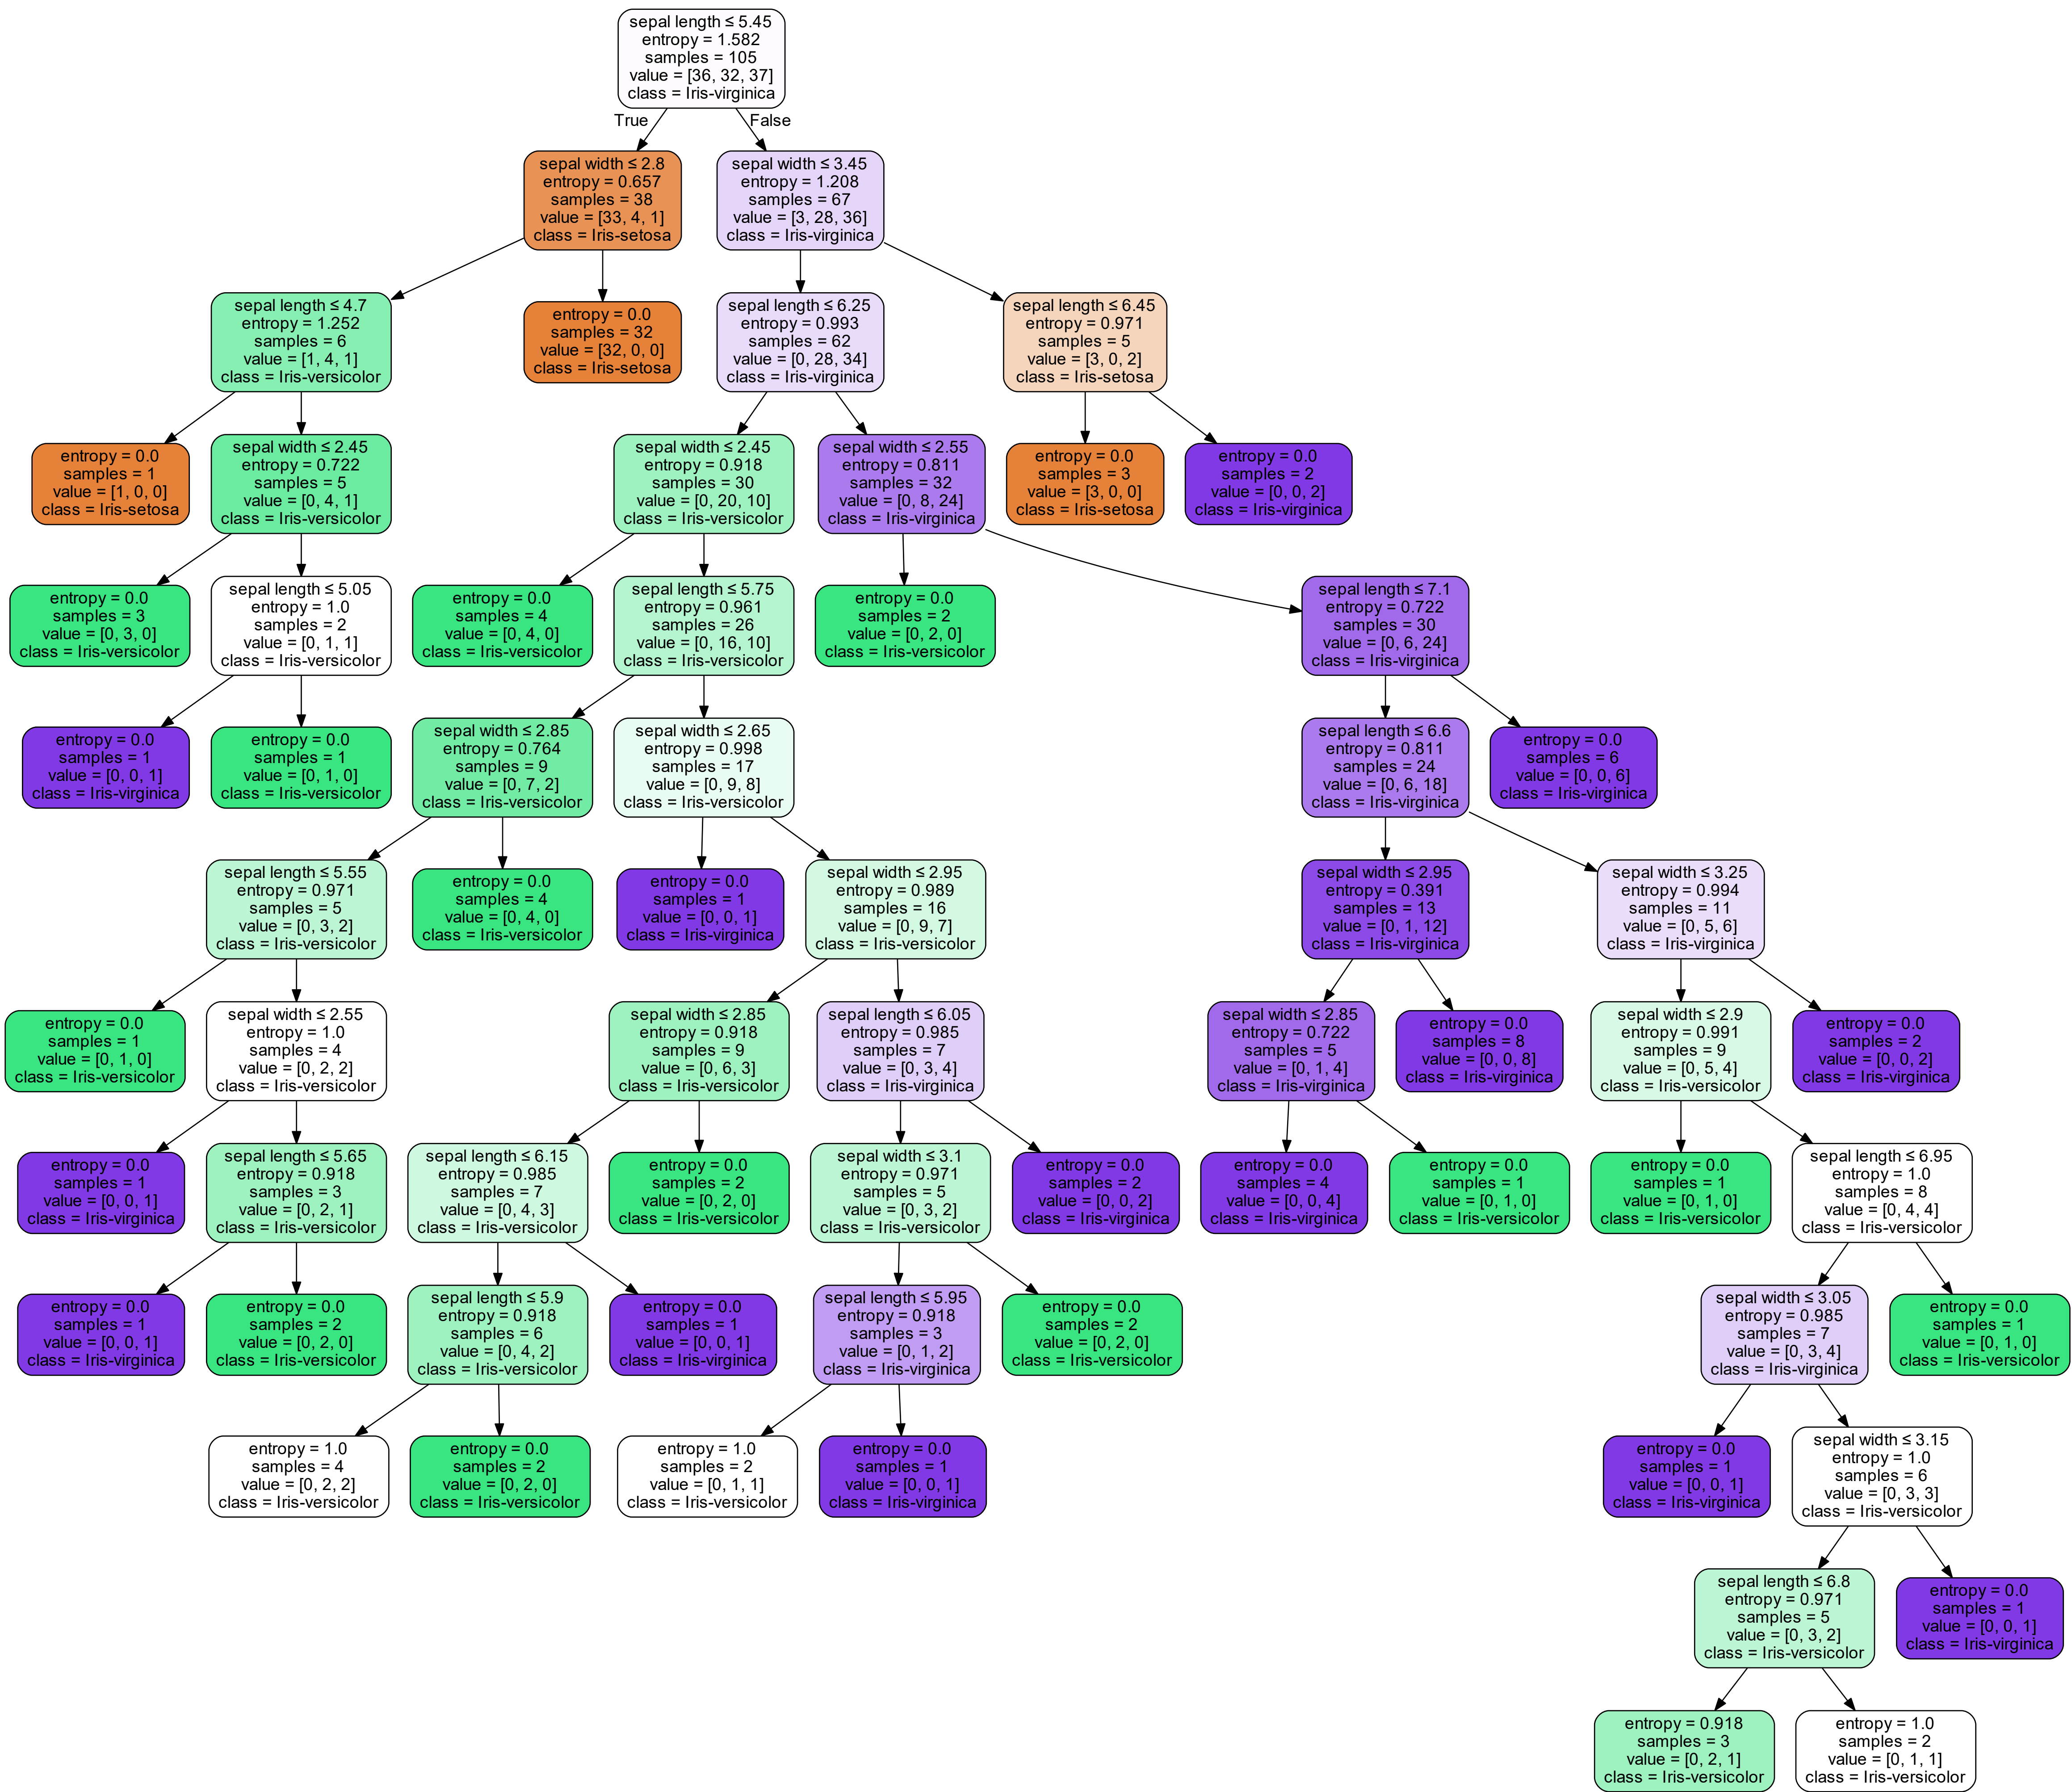 sepal length ≤ 5.45
entropy = 1.582
samples = 105
value = [36, 32, 37]
class = Iris-virginica
True
False
sepal width ≤ 2.8
entropy = 0.657
samples = 38
value = [33, 4, 1]
class = Iris-setosa
sepal width ≤ 3.45
entropy = 1.208
samples = 67
value = [3, 28, 36]
class = Iris-virginica
sepal length ≤ 4.7
entropy = 1.252
samples = 6
value = [1, 4, 1]
class = Iris-versicolor
entropy = 0.0
samples = 32
value = [32, 0, 0]
class = Iris-setosa
sepal length ≤ 6.25
entropy = 0.993
samples = 62
value = [0, 28, 34]
class = Iris-virginica
sepal length ≤ 6.45
entropy = 0.971
samples = 5
value = [3, 0, 2]
class = Iris-setosa
entropy = 0.0
samples = 1
value = [1, 0, 0]
class = Iris-setosa
sepal width ≤ 2.45
entropy = 0.722
samples = 5
value = [0, 4, 1]
class = Iris-versicolor
sepal width ≤ 2.45
entropy = 0.918
samples = 30
value = [0, 20, 10]
class = Iris-versicolor
sepal width ≤ 2.55
entropy = 0.811
samples = 32
value = [0, 8, 24]
class = Iris-virginica
entropy = 0.0
samples = 3
value = [3, 0, 0]
class = Iris-setosa
entropy = 0.0
samples = 2
value = [0, 0, 2]
class = Iris-virginica
entropy = 0.0
samples = 3
value = [0, 3, 0]
class = Iris-versicolor
sepal length ≤ 5.05
entropy = 1.0
samples = 2
value = [0, 1, 1]
class = Iris-versicolor
entropy = 0.0
samples = 4
value = [0, 4, 0]
class = Iris-versicolor
sepal length ≤ 5.75
entropy = 0.961
samples = 26
value = [0, 16, 10]
class = Iris-versicolor
entropy = 0.0
samples = 2
value = [0, 2, 0]
class = Iris-versicolor
sepal length ≤ 7.1
entropy = 0.722
samples = 30
value = [0, 6, 24]
class = Iris-virginica
entropy = 0.0
samples = 1
value = [0, 0, 1]
class = Iris-virginica
entropy = 0.0
samples = 1
value = [0, 1, 0]
class = Iris-versicolor
sepal width ≤ 2.85
entropy = 0.764
samples = 9
value = [0, 7, 2]
class = Iris-versicolor
sepal width ≤ 2.65
entropy = 0.998
samples = 17
value = [0, 9, 8]
class = Iris-versicolor
sepal length ≤ 6.6
entropy = 0.811
samples = 24
value = [0, 6, 18]
class = Iris-virginica
entropy = 0.0
samples = 6
value = [0, 0, 6]
class = Iris-virginica
sepal length ≤ 5.55
entropy = 0.971
samples = 5
value = [0, 3, 2]
class = Iris-versicolor
entropy = 0.0
samples = 4
value = [0, 4, 0]
class = Iris-versicolor
entropy = 0.0
samples = 1
value = [0, 0, 1]
class = Iris-virginica
sepal width ≤ 2.95
entropy = 0.989
samples = 16
value = [0, 9, 7]
class = Iris-versicolor
sepal width ≤ 2.95
entropy = 0.391
samples = 13
value = [0, 1, 12]
class = Iris-virginica
sepal width ≤ 3.25
entropy = 0.994
samples = 11
value = [0, 5, 6]
class = Iris-virginica
entropy = 0.0
samples = 1
value = [0, 1, 0]
class = Iris-versicolor
sepal width ≤ 2.55
entropy = 1.0
samples = 4
value = [0, 2, 2]
class = Iris-versicolor
sepal width ≤ 2.85
entropy = 0.918
samples = 9
value = [0, 6, 3]
class = Iris-versicolor
sepal length ≤ 6.05
entropy = 0.985
samples = 7
value = [0, 3, 4]
class = Iris-virginica
sepal width ≤ 2.85
entropy = 0.722
samples = 5
value = [0, 1, 4]
class = Iris-virginica
entropy = 0.0
samples = 8
value = [0, 0, 8]
class = Iris-virginica
sepal width ≤ 2.9
entropy = 0.991
samples = 9
value = [0, 5, 4]
class = Iris-versicolor
entropy = 0.0
samples = 2
value = [0, 0, 2]
class = Iris-virginica
entropy = 0.0
samples = 1
value = [0, 0, 1]
class = Iris-virginica
sepal length ≤ 5.65
entropy = 0.918
samples = 3
value = [0, 2, 1]
class = Iris-versicolor
sepal length ≤ 6.15
entropy = 0.985
samples = 7
value = [0, 4, 3]
class = Iris-versicolor
entropy = 0.0
samples = 2
value = [0, 2, 0]
class = Iris-versicolor
sepal width ≤ 3.1
entropy = 0.971
samples = 5
value = [0, 3, 2]
class = Iris-versicolor
entropy = 0.0
samples = 2
value = [0, 0, 2]
class = Iris-virginica
entropy = 0.0
samples = 4
value = [0, 0, 4]
class = Iris-virginica
entropy = 0.0
samples = 1
value = [0, 1, 0]
class = Iris-versicolor
entropy = 0.0
samples = 1
value = [0, 1, 0]
class = Iris-versicolor
sepal length ≤ 6.95
entropy = 1.0
samples = 8
value = [0, 4, 4]
class = Iris-versicolor
entropy = 0.0
samples = 1
value = [0, 0, 1]
class = Iris-virginica
entropy = 0.0
samples = 2
value = [0, 2, 0]
class = Iris-versicolor
sepal length ≤ 5.9
entropy = 0.918
samples = 6
value = [0, 4, 2]
class = Iris-versicolor
entropy = 0.0
samples = 1
value = [0, 0, 1]
class = Iris-virginica
sepal length ≤ 5.95
entropy = 0.918
samples = 3
value = [0, 1, 2]
class = Iris-virginica
entropy = 0.0
samples = 2
value = [0, 2, 0]
class = Iris-versicolor
sepal width ≤ 3.05
entropy = 0.985
samples = 7
value = [0, 3, 4]
class = Iris-virginica
entropy = 0.0
samples = 1
value = [0, 1, 0]
class = Iris-versicolor
entropy = 1.0
samples = 4
value = [0, 2, 2]
class = Iris-versicolor
entropy = 0.0
samples = 2
value = [0, 2, 0]
class = Iris-versicolor
entropy = 1.0
samples = 2
value = [0, 1, 1]
class = Iris-versicolor
entropy = 0.0
samples = 1
value = [0, 0, 1]
class = Iris-virginica
entropy = 0.0
samples = 1
value = [0, 0, 1]
class = Iris-virginica
sepal width ≤ 3.15
entropy = 1.0
samples = 6
value = [0, 3, 3]
class = Iris-versicolor
sepal length ≤ 6.8
entropy = 0.971
samples = 5
value = [0, 3, 2]
class = Iris-versicolor
entropy = 0.0
samples = 1
value = [0, 0, 1]
class = Iris-virginica
entropy = 0.918
samples = 3
value = [0, 2, 1]
class = Iris-versicolor
entropy = 1.0
samples = 2
value = [0, 1, 1]
class = Iris-versicolor